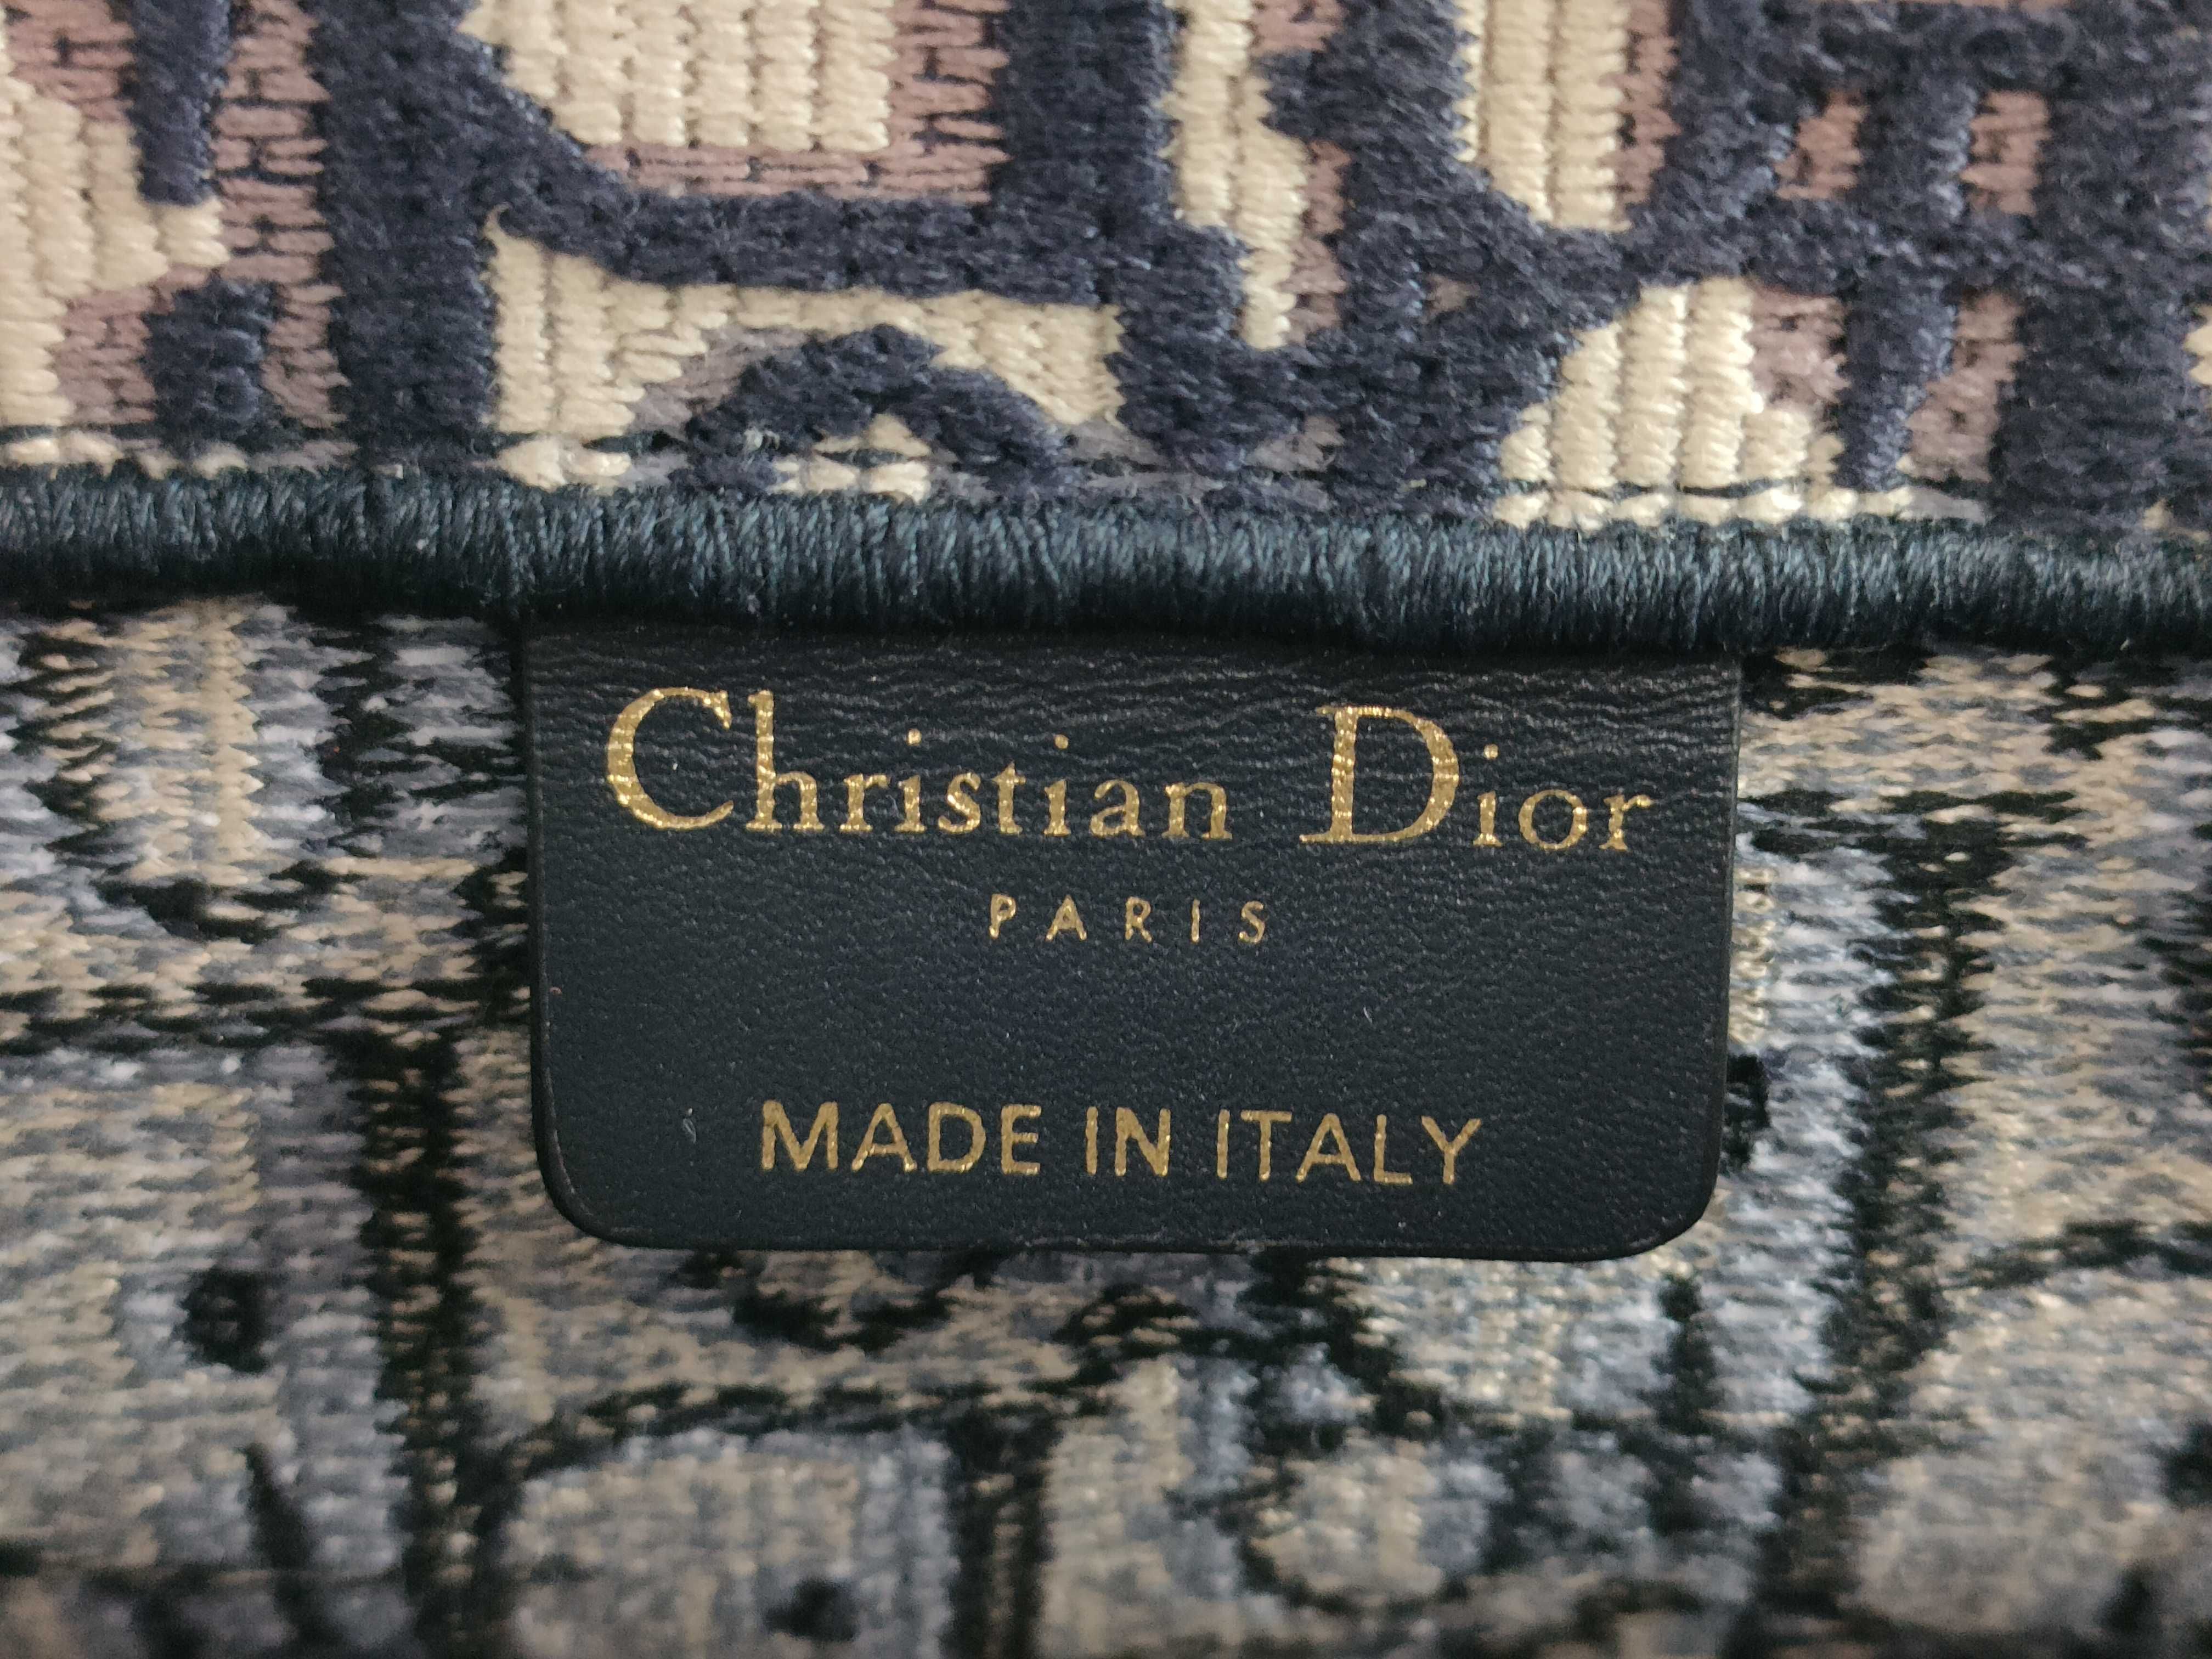 Christian Dior
PARIS
MADE IN ITALY